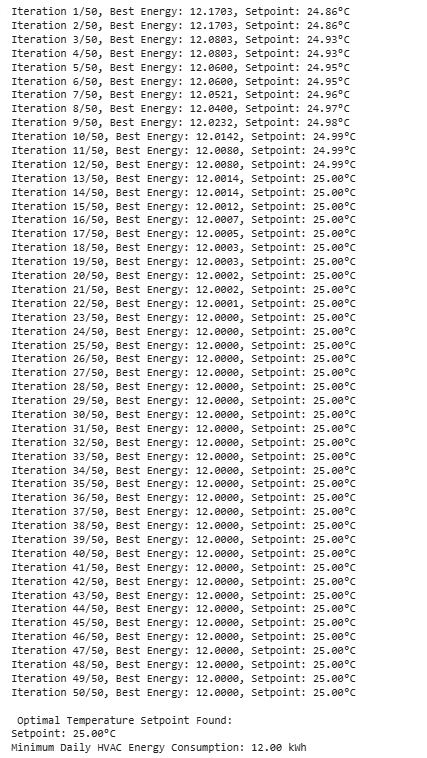 Iteration 1/50, Best Energy: 12.1703, Setpoint: 24.86°C
Iteration 2/50, Best Energy: 12.1703, Setpoint: 24.86°C
Iteration 3/50, Best Energy: 12.0803, Setpoint: 24.93°C
Iteration 4/50, Best Energy: 12.0803, Setpoint: 24.93°C
Iteration 5/50, Best Energy: 12.0600, Setpoint: 24.95°C
Iteration 6/50, Best Energy: 12.0600, Setpoint: 24.95°C
Iteration 7/50, Best Energy: 12.0521, Setpoint: 24.96°C
Iteration 8/50, Best Energy: 12.0400, Setpoint: 24.97°C
Iteration 9/50, Best Energy: 12.0232, Setpoint: 24.98°C
Iteration 10/50, Best Energy: 12.0142, Setpoint: 24.99°C
Iteration 11/50, Best Energy: 12.0080, Setpoint: 24.99°C
Iteration 12/50, Best Energy: 12.0080, Setpoint: 24.99°C
Iteration 13/50, Best Energy: 12.0014, Setpoint: 25.00°C
Iteration 14/50, Best Energy: 12.0014, Setpoint: 25.00°C
Iteration 15/50, Best Energy: 12.0012, Setpoint: 25.00°C
Iteration 16/50, Best Energy: 12.0007, Setpoint: 25.00°C
Iteration 17/50, Best Energy: 12.0005, Setpoint: 25.00°C
Iteration 18/50, Best Energy: 12.0003, Setpoint: 25.00°C
Iteration 19/50, Best Energy: 12.0003, Setpoint: 25.00°C
Iteration 20/50, Best Energy: 12.0002, Setpoint: 25.00°C
Iteration 21/50, Best Energy: 12.0002, Setpoint: 25.00°C
Iteration 22/50, Best Energy: 12.0001, Setpoint: 25.00°C
Iteration 23/50, Best Energy: 12.0000, Setpoint: 25.00°C
Iteration 24/50, Best Energy: 12.0000, Setpoint: 25.00°C
Iteration 25/50, Best Energy: 12.0000, Setpoint: 25.00°C
Iteration 26/50, Best Energy: 12.0000, Setpoint: 25.00°C
Iteration 27/50, Best Energy: 12.0000, Setpoint: 25.00°C
Iteration 28/50, Best Energy: 12.0000, Setpoint: 25.00°C
Iteration 29/50, Best Energy: 12.0000, Setpoint: 25.00°C
Iteration 30/50, Best Energy: 12.0000, Setpoint: 25.00°C
Iteration 31/50, Best Energy: 12.0000, Setpoint: 25.00°C
Iteration 32/50, Best Energy: 12.0000, Setpoint: 25.00°C
Iteration 33/50, Best Energy: 12.0000, Setpoint: 25.00°C
Iteration 34/50, Best Energy: 12.0000, Setpoint: 25.00°C
Iteration 35/50, Best Energy: 12.0000, Setpoint: 25.00°C
Iteration 36/50, Best Energy: 12.0000, Setpoint: 25.00°C
Iteration 37/50, Best Energy: 12.0000, Setpoint: 25.00°C
Iteration 38/50, Best Energy: 12.0000, Setpoint: 25.00°C
Iteration 39/50, Best Energy: 12.0000, Setpoint: 25.00°C
Iteration 40/50, Best Energy: 12.0000, Setpoint: 25.00°C
Iteration 41/50, Best Energy: 12.0000, Setpoint: 25.00°C
Iteration 42/50, Best Energy: 12.0000, Setpoint: 25.00°C
Iteration 43/50, Best Energy: 12.0000, Setpoint: 25.00°C
Iteration 44/50, Best Energy: 12.0000, Setpoint: 25.00°C
Iteration 45/50, Best Energy: 12.0000, Setpoint: 25.00°C
Iteration 46/50, Best Energy: 12.0000, Setpoint: 25.00°C
Iteration 47/50, Best Energy: 12.0000, Setpoint: 25.00°C
Iteration 48/50, Best Energy: 12.0000, Setpoint: 25.00°C
Iteration 49/50, Best Energy: 12.0000, Setpoint: 25.00°C
Iteration 50/50, Best Energy: 12.0000, Setpoint: 25.00°C
Optimal Temperature Setpoint Found:
Setpoint: 25.00°C
Minimum Daily HVAC Energy Consumption: 12.00 kWh